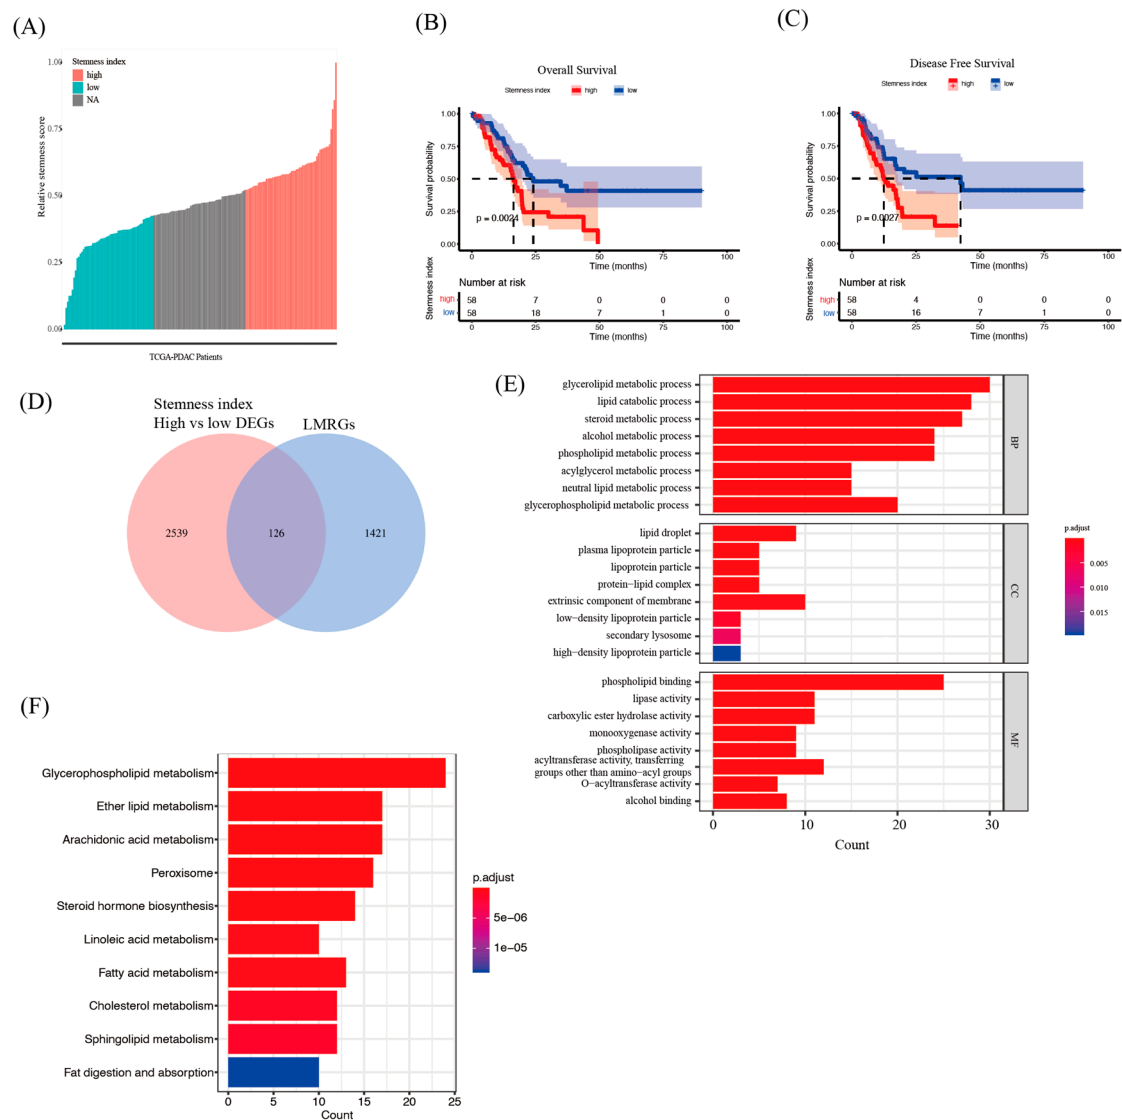 (A)
Stemness index
high
low
NA
1.00
0.75
0.50
0.25
0.00
Relative stemness score
TCGA-PDAC Patients
(B)
Overall Survival
Stemness index high low
1.00
0.75
0.50
0.25
0.00
Survival probability
p = 0.0024
0 25 50 75 100
Time (months)
Number at risk
Stemness index
high 58 7 0 0 0
low 58 18 7 1 0
0 25 50 75 100
Time (months)
(C)
Disease Free Survival
Stemness index high low
1.00
0.75
0.50
0.25
0.00
Survival probability
p = 0.0027
0 25 50 75 100
Time (months)
Number at risk
Stemness index
high 58 4 0 0 0
low 58 16 7 1 0
0 25 50 75 100
Time (months)
(D)
Stemness index
High vs low DEGs
LMRGs
2539 126 1421
(E)
glycerolipid metabolic process
lipid catabolic process
steroid metabolic process
alcohol metabolic process
phospholipid metabolic process
acylglycerol metabolic process
neutral lipid metabolic process
glycerophospholipid metabolic process
BP
lipid droplet
plasma lipoprotein particle
lipoprotein particle
protein−lipid complex
extrinsic component of membrane
low−density lipoprotein particle
secondary lysosome
high−density lipoprotein particle
CC
phospholipid binding
lipase activity
carboxylic ester hydrolase activity
monooxygenase activity
phospholipase activity
acyltransferase activity, transferring
groups other than amino−acyl groups
O−acyltransferase activity
alcohol binding
MF
0 10 20 30
Count
p.adjust
0.005
0.010
0.015
(F)
Glycerophospholipid metabolism
Ether lipid metabolism
Arachidonic acid metabolism
Peroxisome
Steroid hormone biosynthesis
Linoleic acid metabolism
Fatty acid metabolism
Cholesterol metabolism
Sphingolipid metabolism
Fat digestion and absorption
0 5 10 15 20 25
Count
p.adjust
5e−06
1e−05